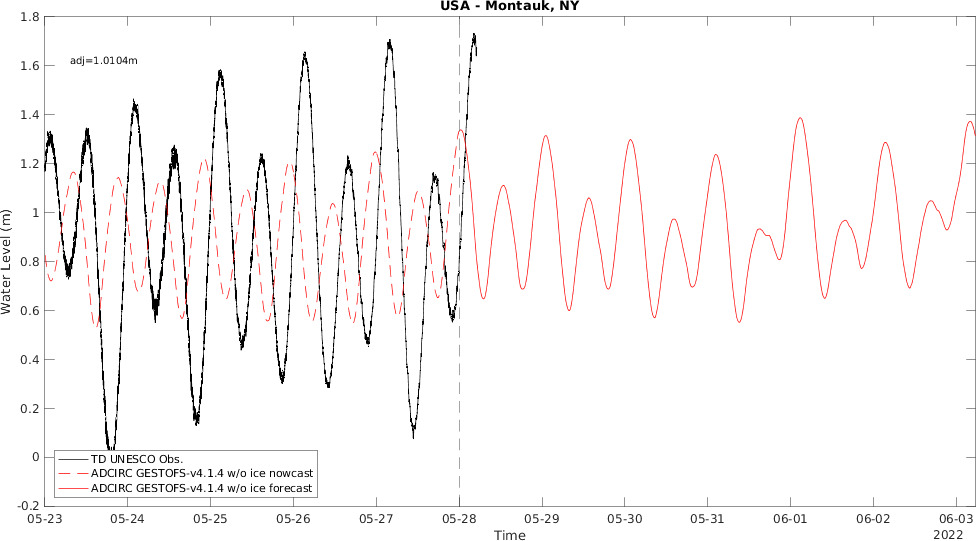 USA - Montauk, NY
1.8
1.6
1.4
1.2
1
0.8
0.6
0.4
0.2
0
-0.2
Water Level (m)
adj=1.0104m
TD UNESCO Obs.
ADCIRC GESTOFS-v4.1.4 w/o ice nowcast
ADCIRC GESTOFS-v4.1.4 w/o ice forecast
05-23 05-24 05-25 05-26 05-27 05-28 05-29 05-30 05-31 06-01 06-02 06-03
Time
2022